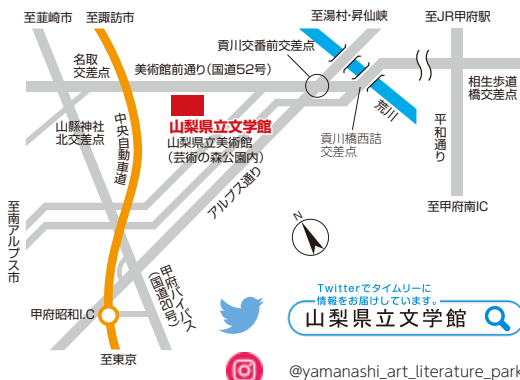 至韮崎市
至諏訪市
至湯村・昇仙峡
至JR甲府駅
貢川交番前交差点
名取
交差点
美術館前通り(国道52号)
相生歩道
橋交差点
荒川
山梨県立文学館
山梨県立美術館
(芸術の森公園内)
山縣神社
北交差点
中央自動車道
貢川橋西詰
交差点
平和通り
アルプス通り
至南アルプス市
至甲府南IC
N
甲府バイパス
(国道20号)
甲府昭和I.C
至東京
Twitterでタイムリーに
情報をお届けしています。
山梨県立文学館
@yamanashi_art_literature_park